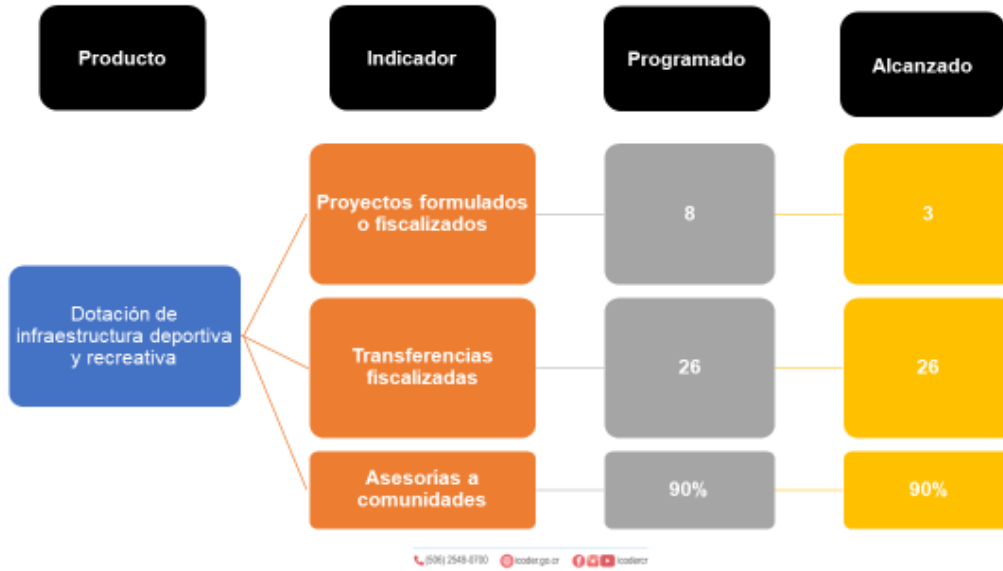 Producto
Indicador
Programado
Alcanzado
Dotación de
infraestructura deportiva
y recreativa
Proyectos formulados
o fiscalizados
8
3
Transferencias
fiscalizadas
26
26
Asesorias a
comunidades
90%
90%
(506) 2549-0700 icoder.go.cr icodercr